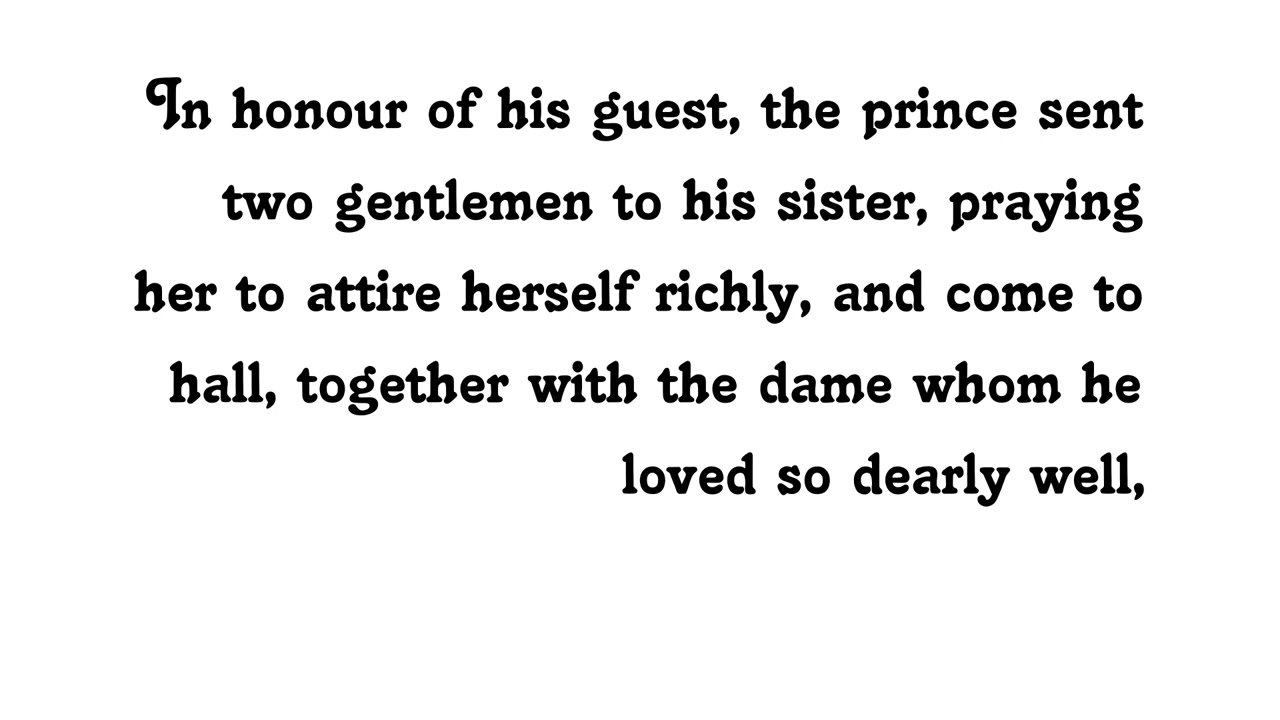 In honour of his guest, the prince sent
two gentlemen to his sister, praying
her to attire herself richly, and come to
hall, together with the dame whom he
loved so dearly well,